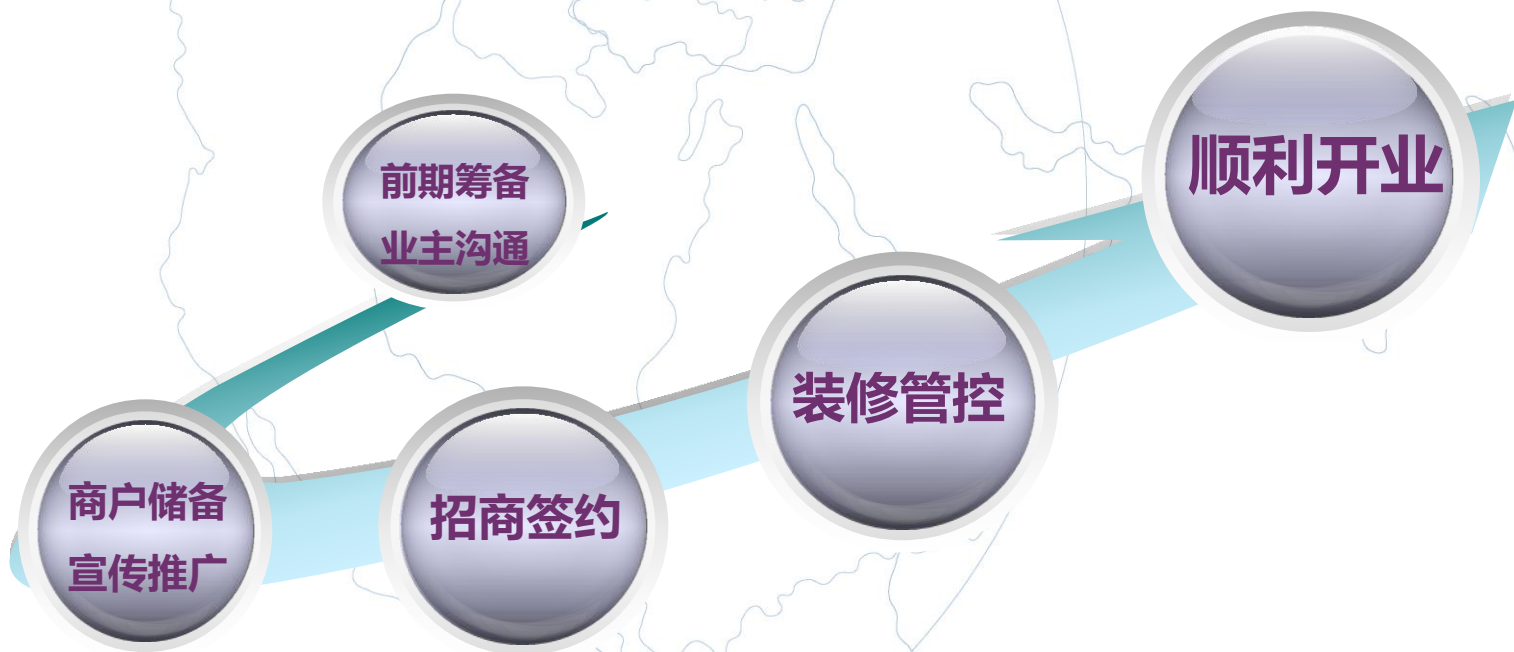 前期筹备
业主沟通
商户储备
宣传推广
招商签约
装修管控
顺利开业